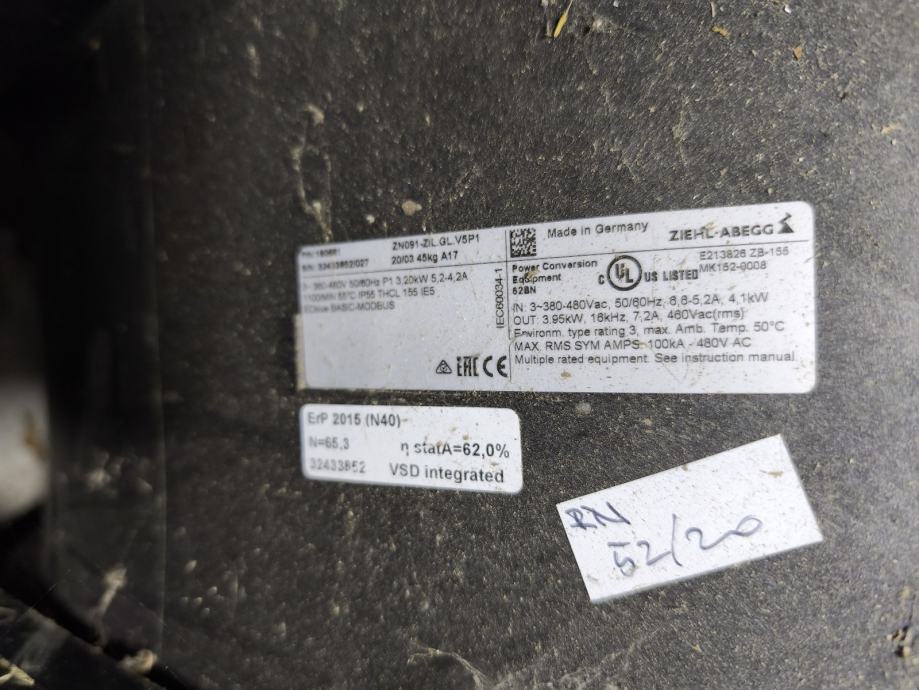 ZN091-ZIL.GL.V5P1
20/03 45kg A17
3~ 380-480V 50/60Hz P1 3,20kW 5,2-4,2A
1100/MIN 55°C IP55 THCL 155 IE5
BASIC-MODBUS
IEC60034-1
EAC CE
Made in Germany
ZIEHL-ABEGG
Power Conversion
Equipment
62BN
C UL US LISTED
E213826 ZB-155
MK152-0008
IN: 3~380-480Vac, 50/60Hz, 6,6-5,2A, 4,1kW
OUT: 3.95kW, 16kHz, 7,2A, 460Vac(rms)
Environm. type rating 3, max. Amb. Temp. 50°C
MAX. RMS SYM AMPS: 100kA - 480V AC
Multiple rated equipment. See instruction manual
ErP 2015 (N40)
N=65,3 η statA=62,0%
32433852 VSD integrated
RN
52/20